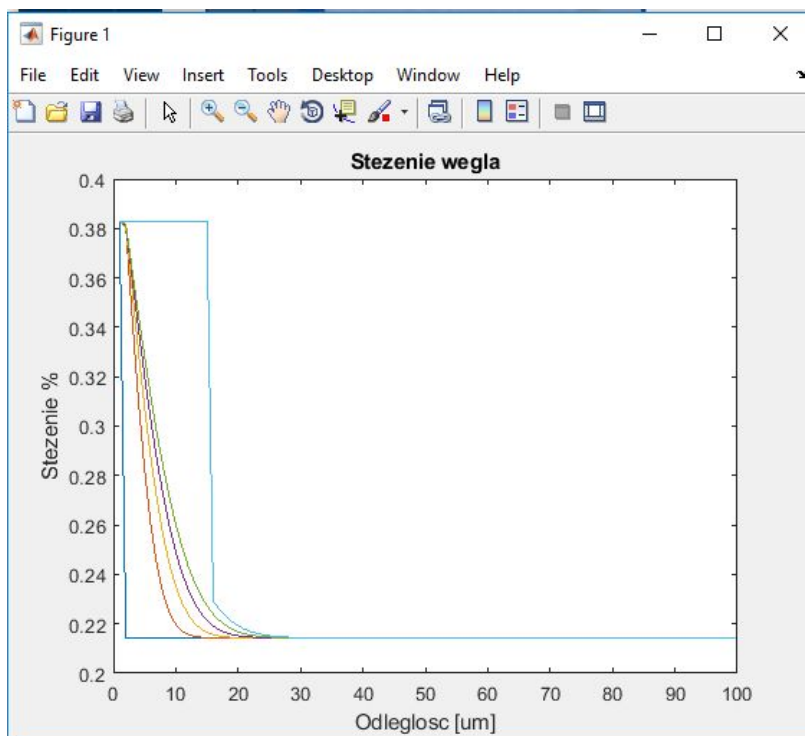 Figure 1
File Edit View Insert Tools Desktop Window Help
Stezenie wegla
0.4
0.38
0.36
0.34
0.32
0.3
0.28
0.26
0.24
0.22
0.2
Stezenie %
0 10 20 30 40 50 60 70 80 90 100
Odleglosc [um]